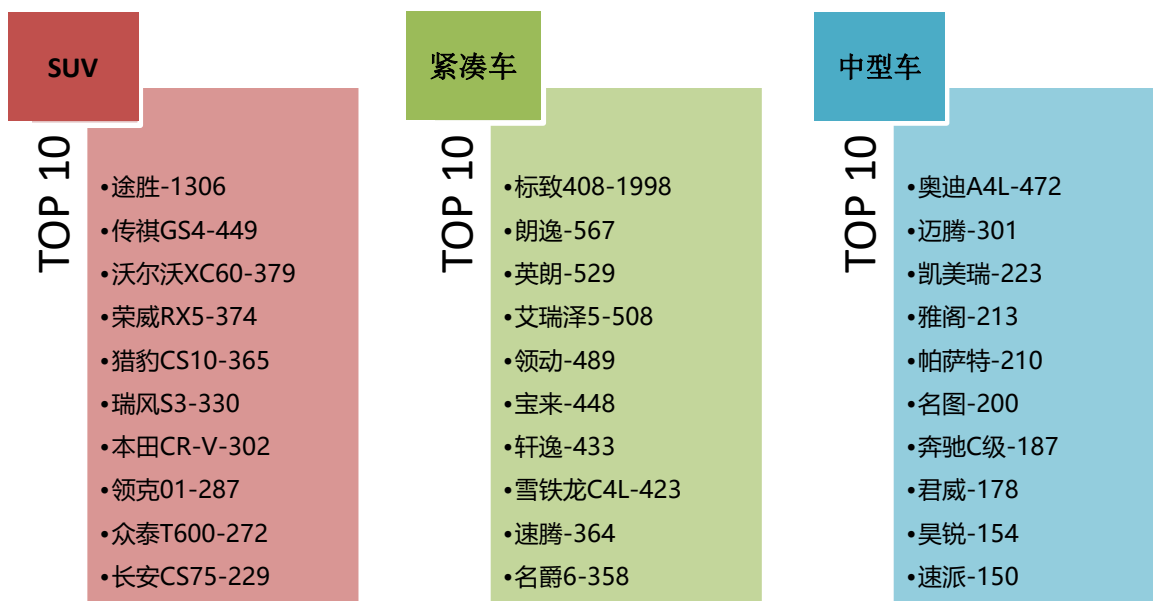 SUV
TOP 10
•途胜-1306
•传祺GS4-449
•沃尔沃XC60-379
•荣威RX5-374
•猎豹CS10-365
•瑞风S3-330
•本田CR-V-302
•领克01-287
•众泰T600-272
•长安CS75-229
紧凑车
TOP 10
•标致408-1998
•朗逸-567
•英朗-529
•艾瑞泽5-508
•领动-489
•宝来-448
•轩逸-433
•雪铁龙C4L-423
•速腾-364
•名爵6-358
中型车
TOP 10
•奥迪A4L-472
•迈腾-301
•凯美瑞-223
•雅阁-213
•帕萨特-210
•名图-200
•奔驰C级-187
•君威-178
•昊锐-154
•速派-150